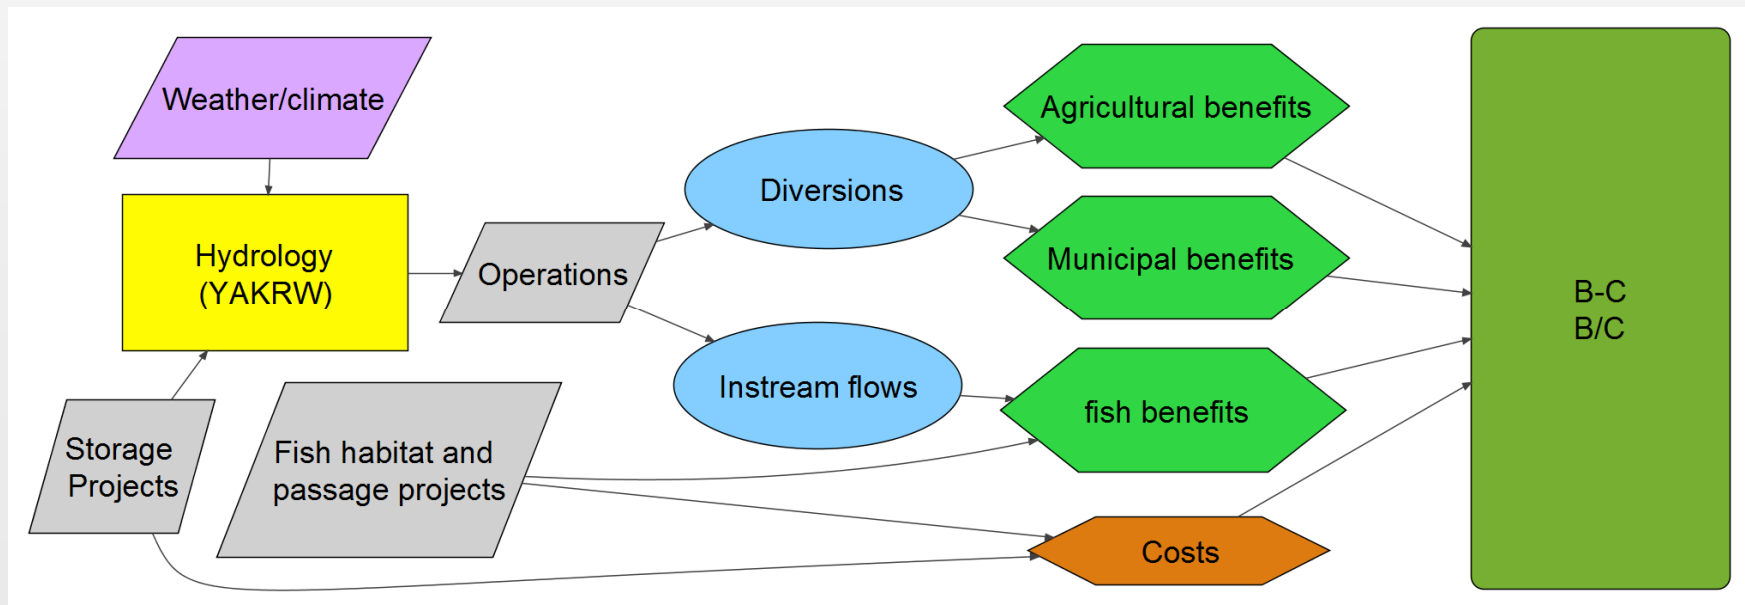 Weather/climate
Hydrology
(YAKRW)
Storage
Projects
Fish habitat and
passage projects
Operations
Diversions
Instream flows
Agricultural benefits
Municipal benefits
fish benefits
Costs
B-C
B/C